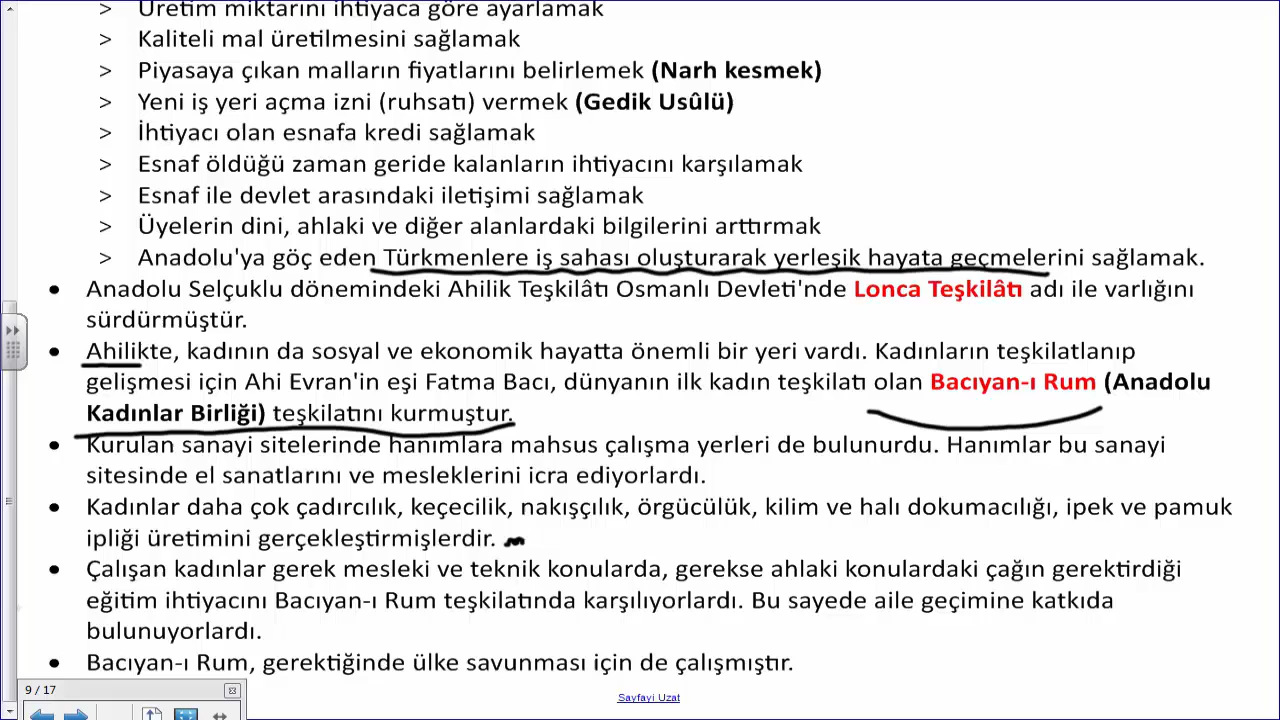 > Üretim miktarını ihtiyaca göre ayarlamak
> Kaliteli mal üretilmesini sağlamak
> Piyasaya çıkan malların fiyatlarını belirlemek (Narh kesmek)
> Yeni iş yeri açma izni (ruhsatı) vermek (Gedik Usûlü)
> İhtiyacı olan esnafa kredi sağlamak
> Esnaf öldüğü zaman geride kalanların ihtiyacını karşılamak
> Esnaf ile devlet arasındaki iletişimi sağlamak
> Üyelerin dini, ahlaki ve diğer alanlardaki bilgilerini arttırmak
> Anadolu'ya göç eden Türkmenlere iş sahası oluşturarak yerleşik hayata geçmelerini sağlamak.
• Anadolu Selçuklu dönemindeki Ahilik Teşkilâtı Osmanlı Devleti'nde Lonca Teşkilâtı adı ile varlığını
sürdürmüştür.
• Ahilikte, kadının da sosyal ve ekonomik hayatta önemli bir yeri vardı. Kadınların teşkilatlanıp
gelişmesi için Ahi Evran'in eşi Fatma Bacı, dünyanın ilk kadın teşkilatı olan Bacıyan-ı Rum (Anadolu
Kadınlar Birliği) teşkilatını kurmuştur.
• Kurulan sanayi sitelerinde hanımlara mahsus çalışma yerleri de bulunurdu. Hanımlar bu sanayi
sitesinde el sanatlarını ve mesleklerini icra ediyorlardı.
• Kadınlar daha çok çadırcılık, keçecilik, nakışçılık, örgücülük, kilim ve halı dokumacılığı, ipek ve pamuk
ipliği üretimini gerçekleştirmişlerdir.
• Çalışan kadınlar gerek mesleki ve teknik konularda, gerekse ahlaki konulardaki çağın gerektirdiği
eğitim ihtiyacını Bacıyan-ı Rum teşkilatında karşılıyorlardı. Bu sayede aile geçimine katkıda
bulunuyorlardı.
• Bacıyan-ı Rum, gerektiğinde ülke savunması için de çalışmıştır.
9 / 17
Sayfayi Uzat